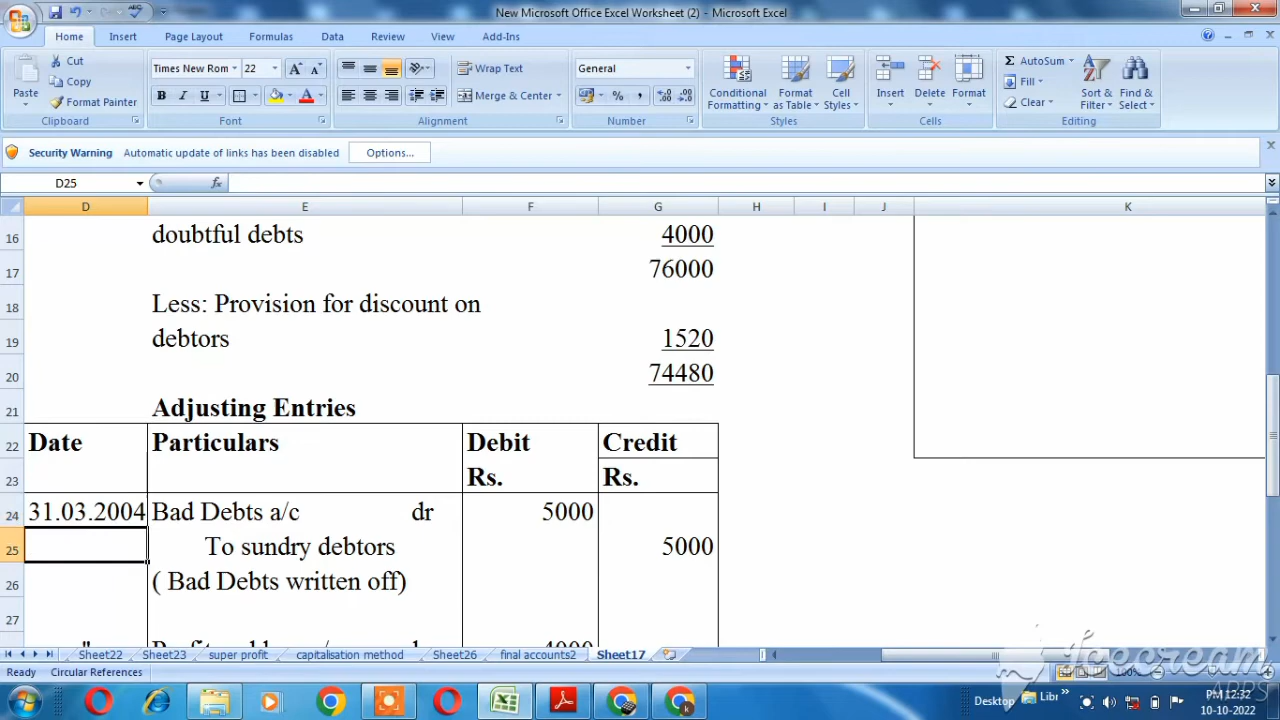 New Microsoft Office Excel Worksheet (2) - Microsoft Excel
Home Insert Page Layout Formulas Data Review View Add-Ins
Paste Cut Copy Format Painter Clipboard
Times New Rom 22 B I U A Font
Wrap Text Merge & Center Alignment
General % , Number
Conditional Formatting Format as Table Cell Styles Styles
Insert Delete Format Cells
Σ AutoSum Fill Clear Sort & Filter Find & Select Editing
Security Warning Automatic update of links has been disabled Options...
D25 fx
D E F G H I J K
16 doubtful debts 4000
17 76000
18 Less: Provision for discount on
19 debtors 1520
20 74480
21 Adjusting Entries
22 Date Particulars Debit Credit
23 Rs. Rs.
24 31.03.2004 Bad Debts a/c dr 5000
25 To sundry debtors 5000
26 ( Bad Debts written off)
27
Sheet22 Sheet23 super profit capitalisation method Sheet26 final accounts2 Sheet17
Ready Circular References 100%
Icecream
APPS
Desktop Libr » PM 12:32
10-10-2022